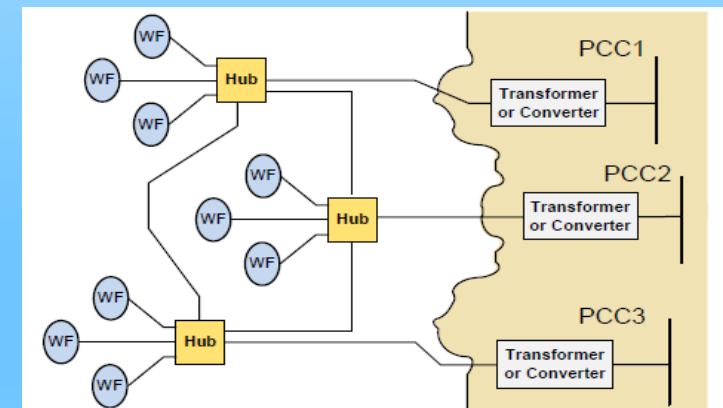 WF
PCC1
Hub
WF
Transformer
or Converter
WF
PCC2
WF
WF
Hub
Transformer
or Converter
WF
WF
PCC3
WF
Hub
Transformer
or Converter
WF